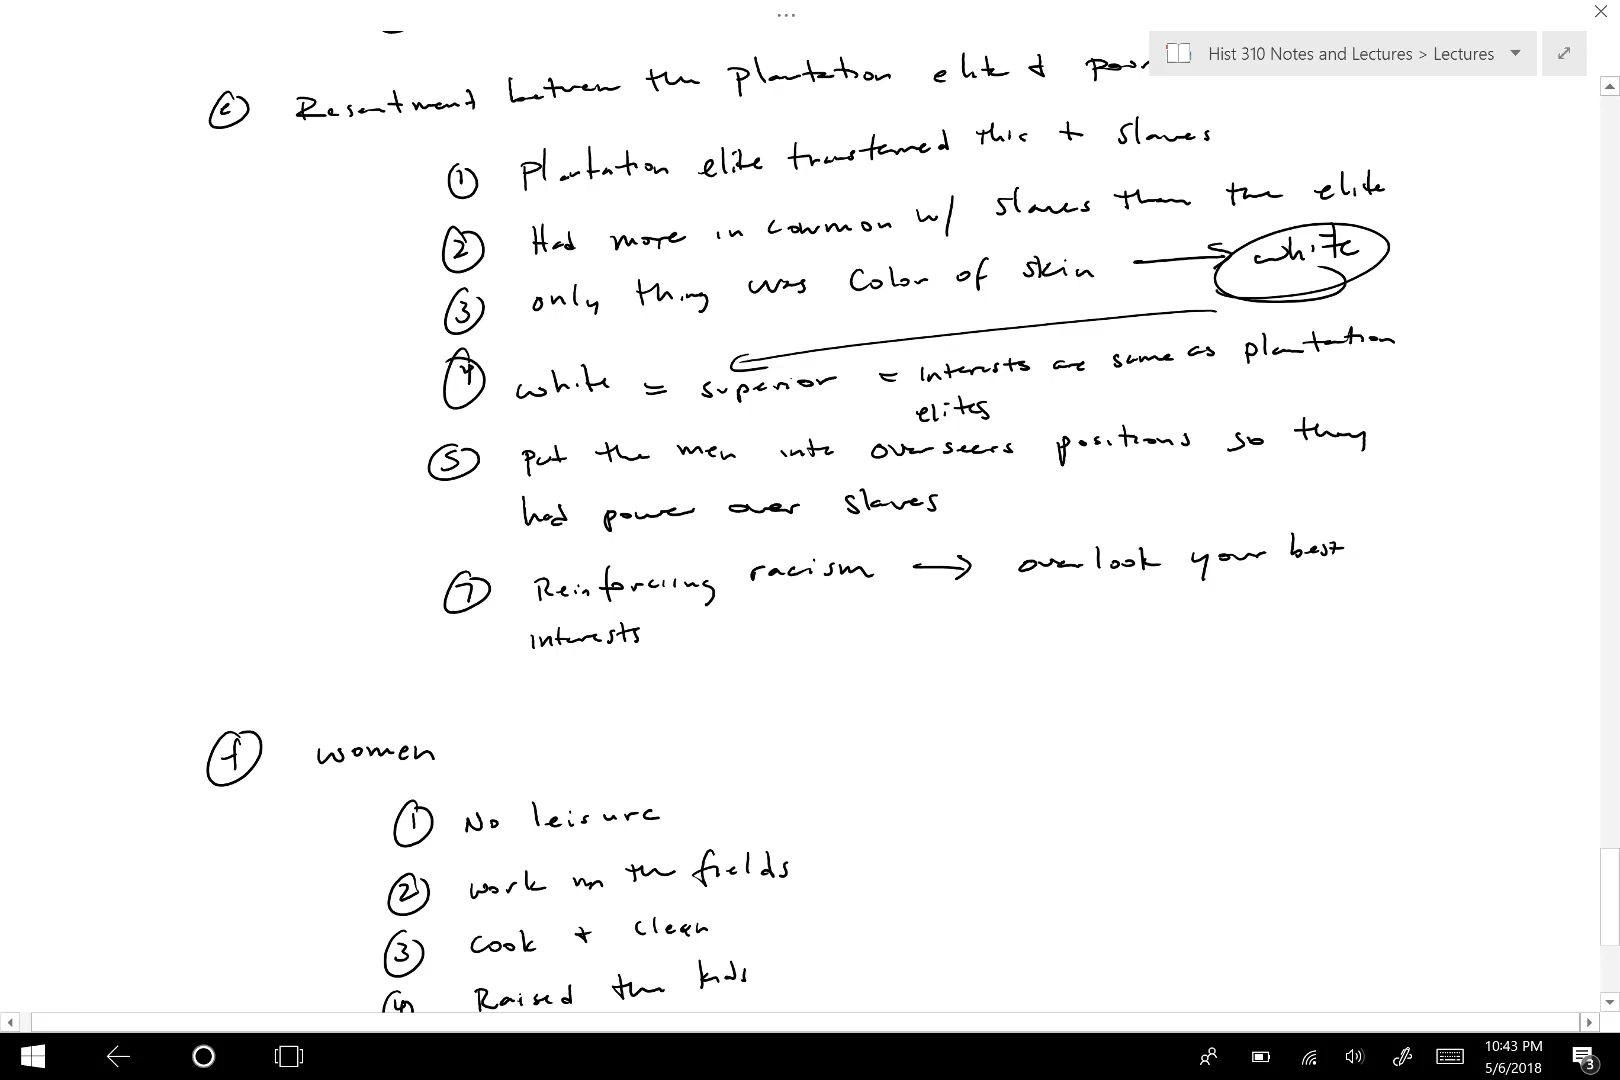 Hist 310 Notes and Lectures > Lectures
e Resentment between the plantation elite + poor
1 Plantation elite transferred this + slaves
2 Had more in common w/ slaves than the elite
3 only thing was color of skin → white
4 white = superior = interests are same as plantation
elites
5 put the men into overseers positions so they
had power over slaves
7 Reinforciing racism → overlook your best
interests
f women
1 No leisure
2 work in the fields
3 cook + clean
4 Raised the kids
10:43 PM
5/6/2018
3